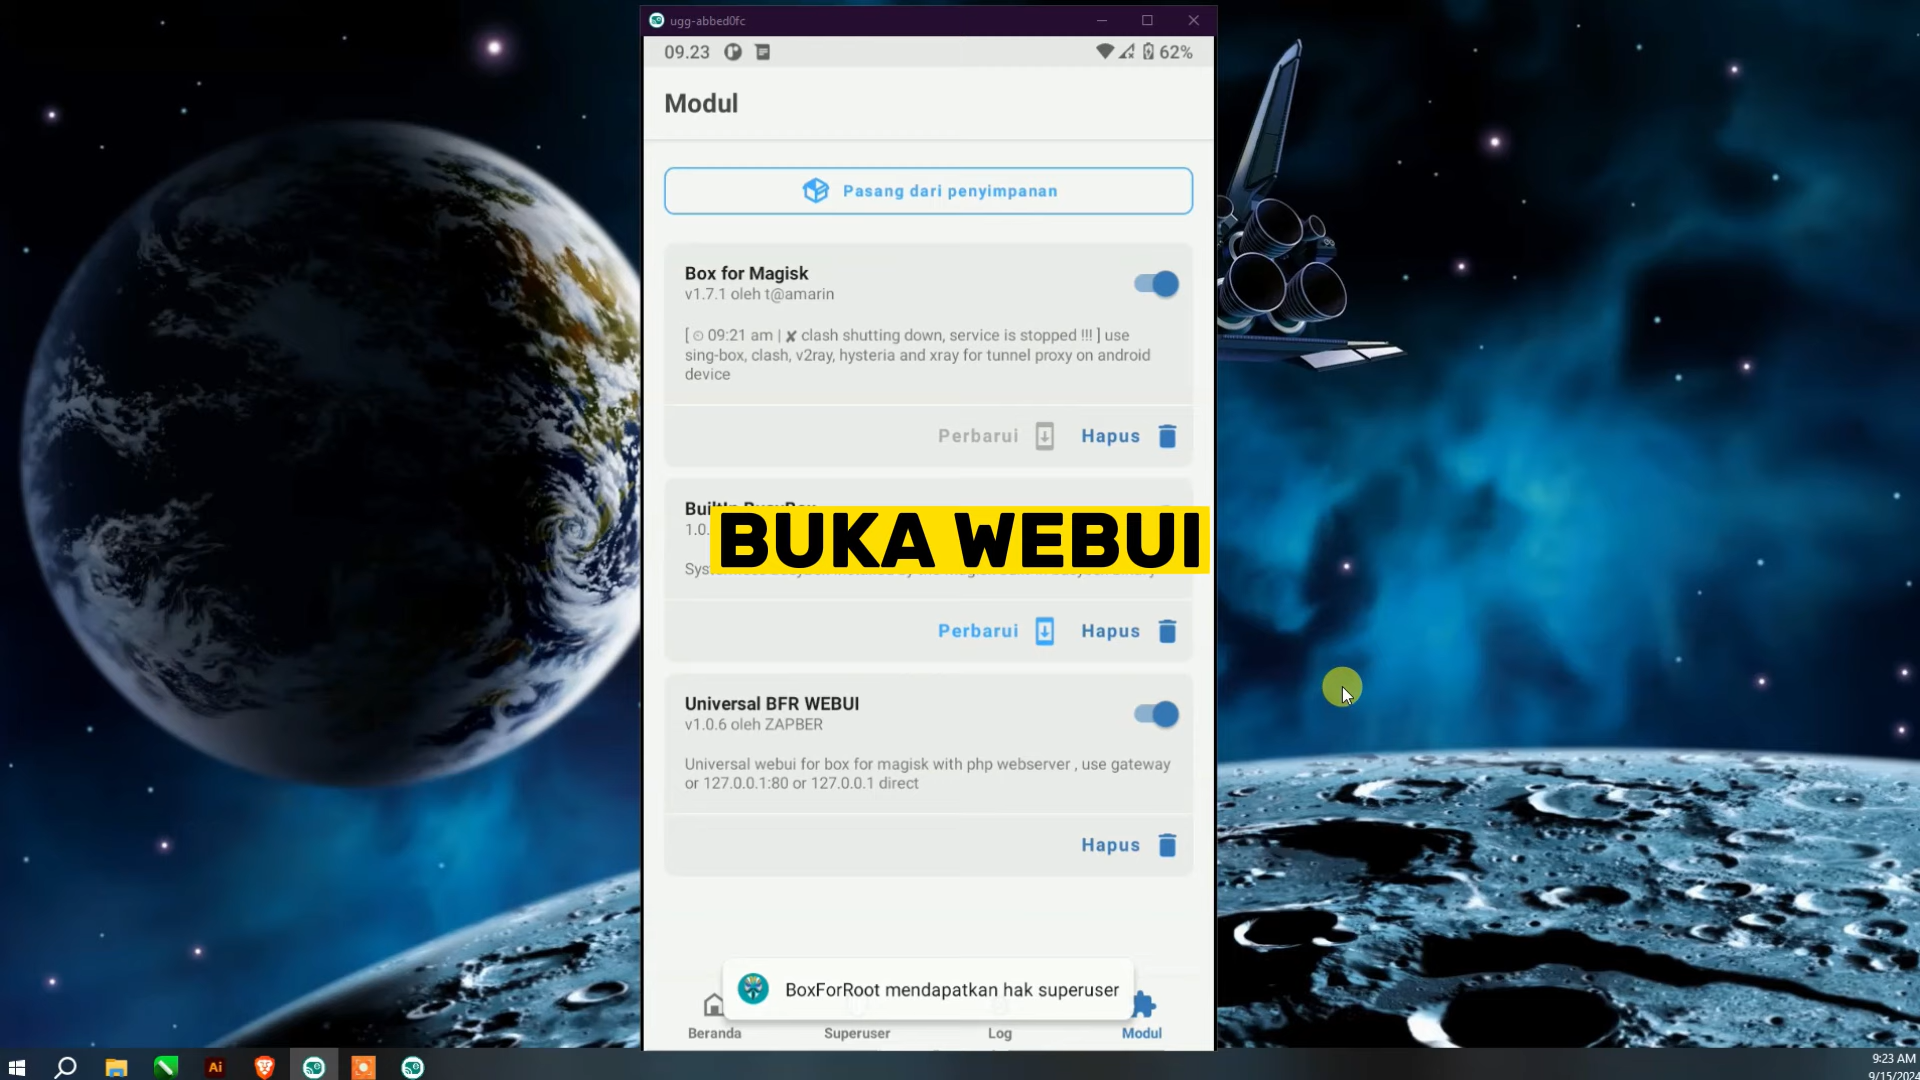 ugg-abbed0fc
09.23
62%
Modul
Pasang dari penyimpanan
Box for Magisk
v1.7.1 oleh t@amarin
[ ⏲ 09:21 am | ✘ clash shutting down, service is stopped !!! ] use
sing-box, clash, v2ray, hysteria and xray for tunnel proxy on android
device
Perbarui
Hapus
BUKA WEBUI
Perbarui
Hapus
Universal BFR WEBUI
v1.0.6 oleh ZAPBER
Universal webui for box for magisk with php webserver , use gateway
or 127.0.0.1:80 or 127.0.0.1 direct
Hapus
BoxForRoot mendapatkan hak superuser
Beranda
Superuser
Log
Modul
Ai
9:23 AM
9/15/2024